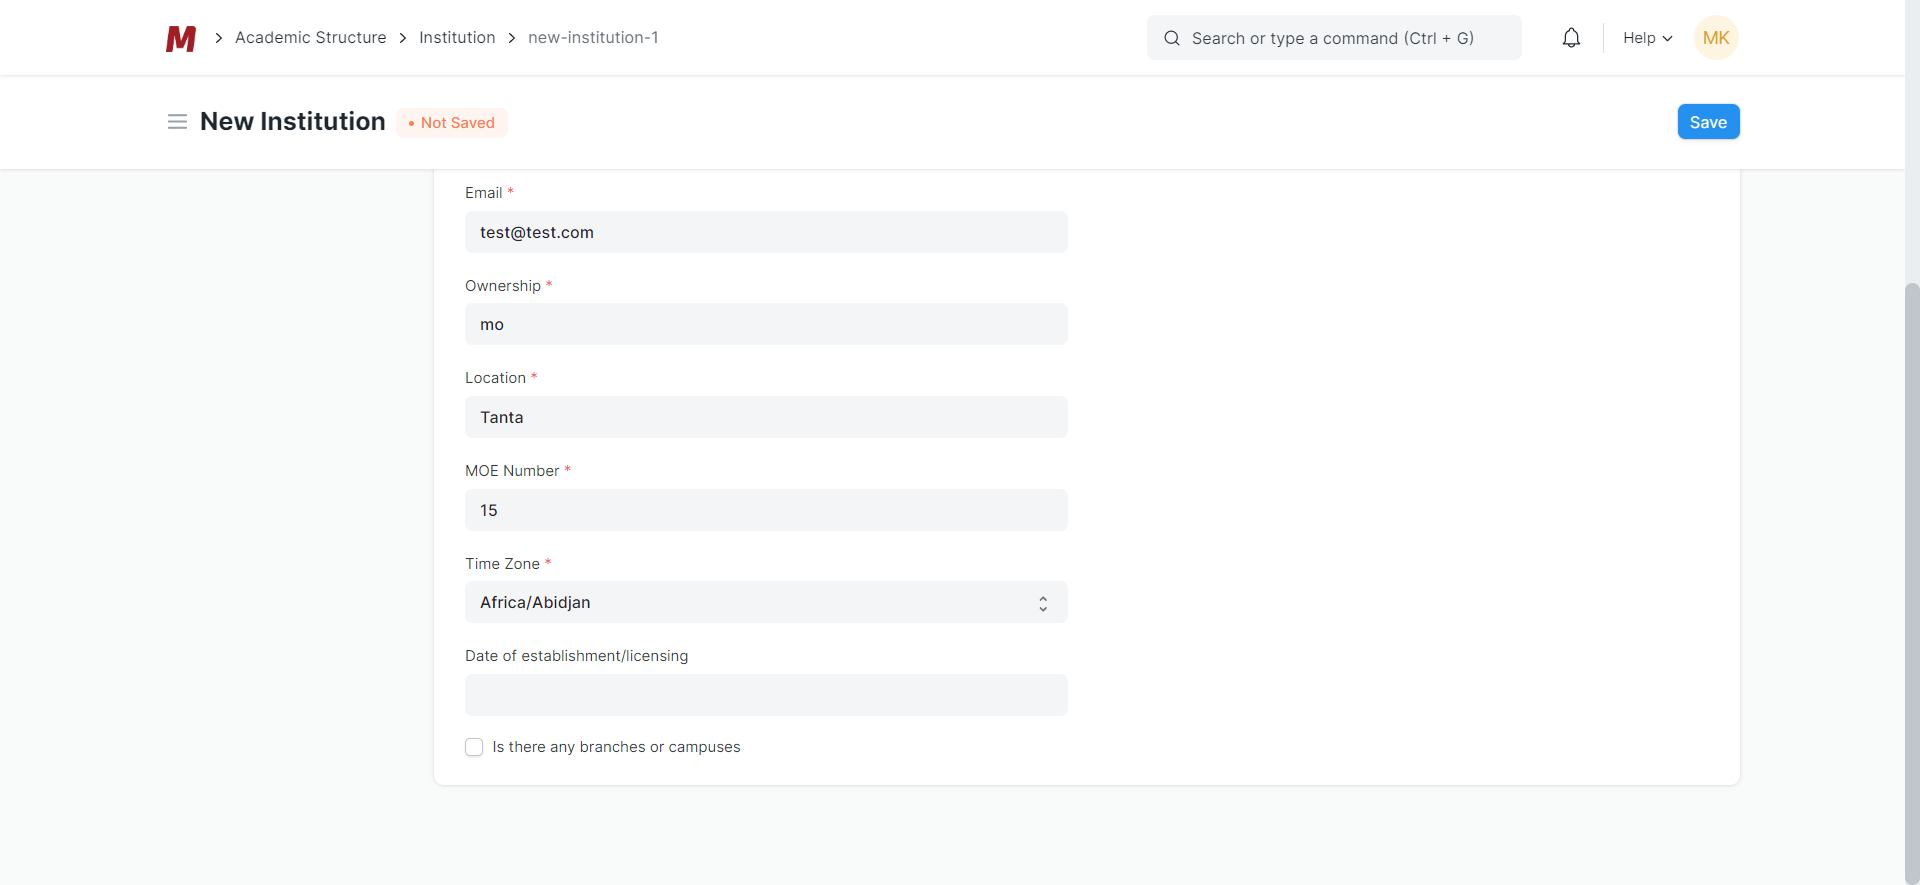 M > Academic Structure > Institution > new-institution-1
Search or type a command (Ctrl + G)
Help
MK
New Institution
• Not Saved
Save
Email *
test@test.com
Ownership *
mo
Location *
Tanta
MOE Number *
15
Time Zone *
Africa/Abidjan
Date of establishment/licensing
Is there any branches or campuses